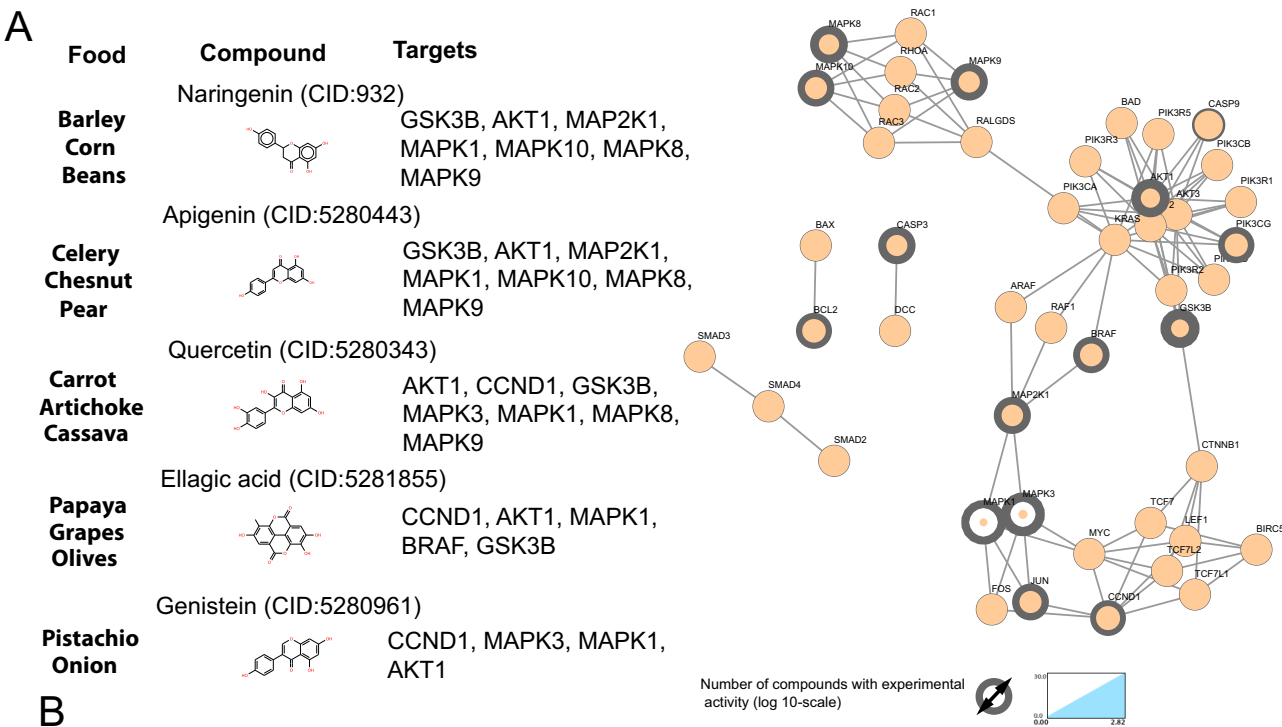 A
Food Compound Targets
Naringenin (CID:932)
Barley
Corn
Beans
GSK3B, AKT1, MAP2K1,
MAPK1, MAPK10, MAPK8,
MAPK9
Apigenin (CID:5280443)
Celery
Chesnut
Pear
GSK3B, AKT1, MAP2K1,
MAPK1, MAPK10, MAPK8,
MAPK9
Quercetin (CID:5280343)
Carrot
Artichoke
Cassava
AKT1, CCND1, GSK3B,
MAPK3, MAPK1, MAPK8,
MAPK9
Ellagic acid (CID:5281855)
Papaya
Grapes
Olives
CCND1, AKT1, MAPK1,
BRAF, GSK3B
Genistein (CID:5280961)
Pistachio
Onion
CCND1, MAPK3, MAPK1,
AKT1
B
MAPK8
RAC1
RHOA
MAPK10
MAPK9
RAC2
RAC3
RALGDS
BAD
PIK3R5
CASP9
PIK3R3
PIK3CB
AKT1
PIK3CA
AKT3
PIK3R1
KRAS
PIK3CG
PIK3R2
BAX
CASP3
BCL2
DCC
ARAF
RAF1
BRAF
GSK3B
SMAD3
SMAD4
SMAD2
MAP2K1
CTNNB1
MAPK1
MAPK3
TCF7
LEF1
MYC
BIRC5
TCF7L2
TCF7L1
FOS
JUN
CCND1
Number of compounds with experimental
activity (log 10-scale)
30.0
0.0
0.00 2.82